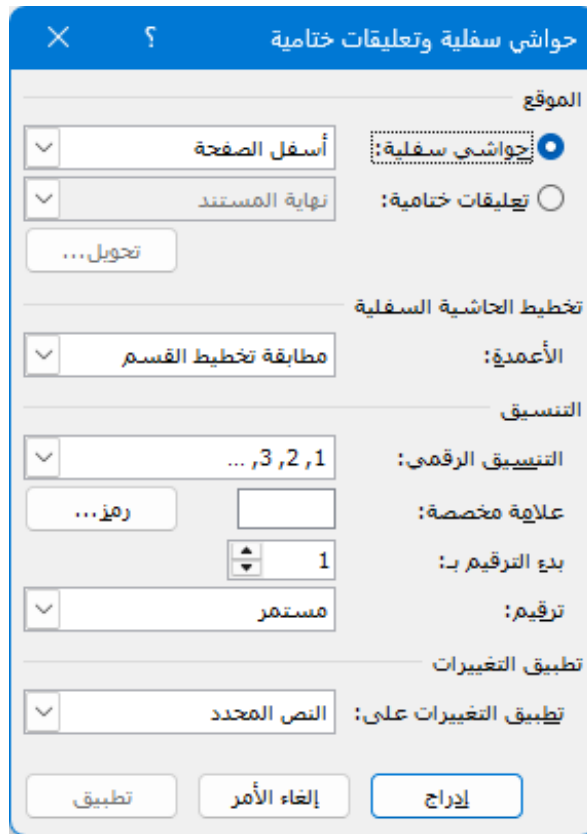 حواشي سفلية وتعليقات ختامية ؟
الموقع
حواشي سفلية: أسفل الصفحة
تعليقات ختامية: نهاية المستند
تحويل...
تخطيط الحاشية السفلية
الأعمدة: مطابقة تخطيط القسم
التنسيق
التنسيق الرقمي: 1, 2, 3, ...
علامة مخصصة: رمز...
بدء الترقيم بـ: 1
ترقيم: مستمر
تطبيق التغييرات
تطبيق التغييرات على: النص المحدد
إدراج إلغاء الأمر تطبيق